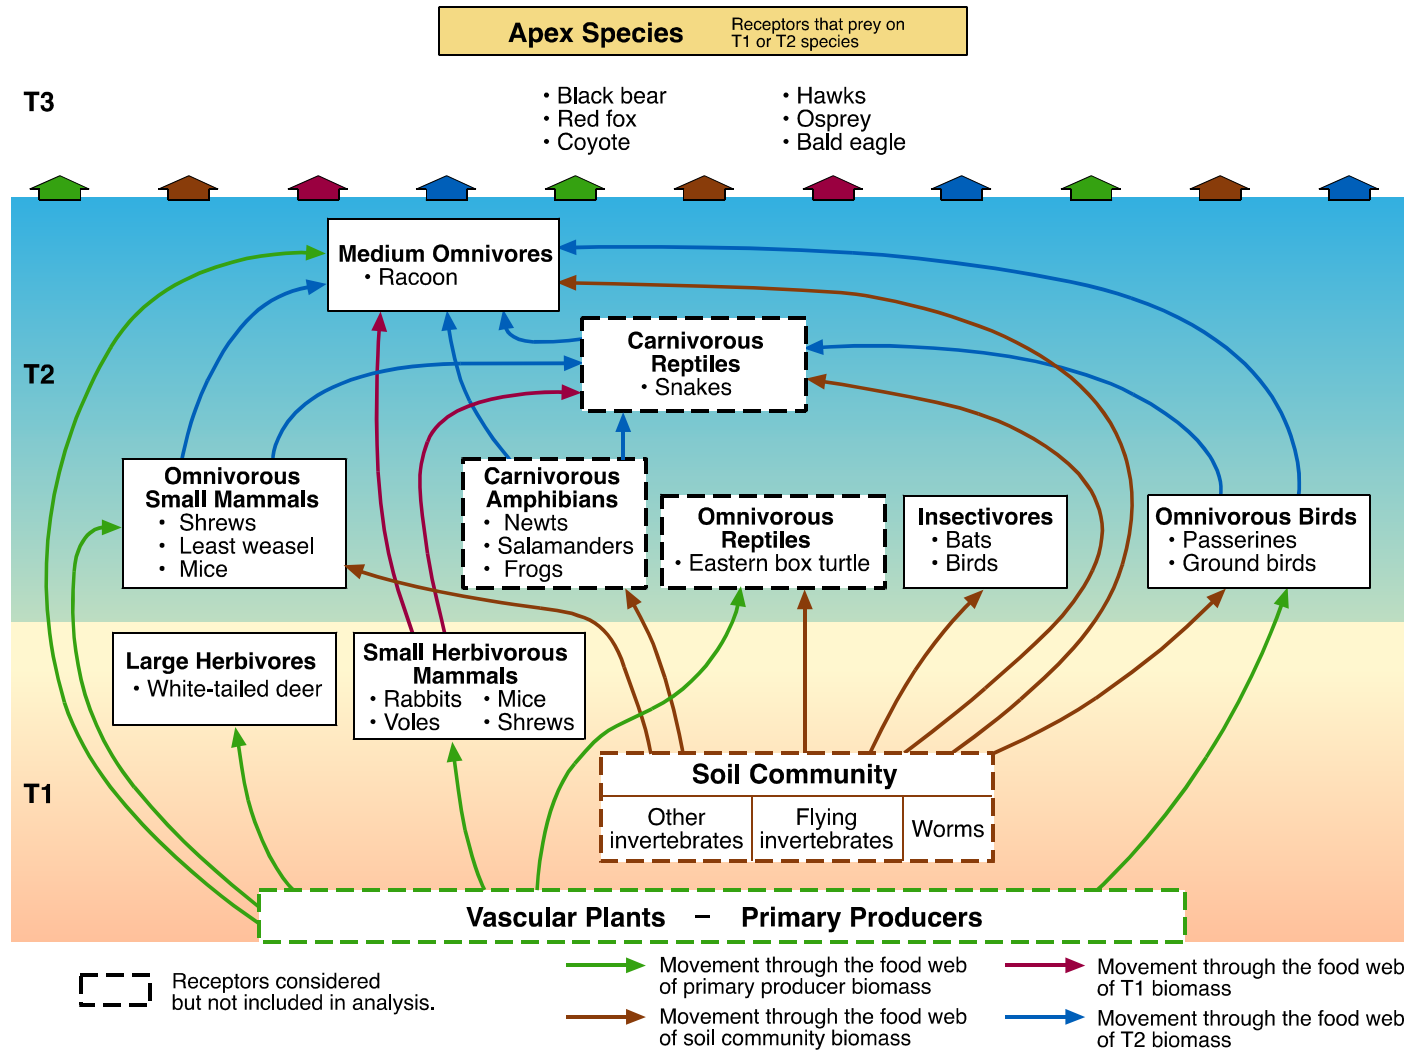 Apex Species
Receptors that prey on
T1 or T2 species
T3
• Black bear
• Red fox
• Coyote
• Hawks
• Osprey
• Bald eagle
Medium Omnivores
• Racoon
T2
Carnivorous
Reptiles
• Snakes
Omnivorous
Small Mammals
• Shrews
• Least weasel
• Mice
Carnivorous
Amphibians
• Newts
• Salamanders
• Frogs
Omnivorous
Reptiles
• Eastern box turtle
Insectivores
• Bats
• Birds
Omnivorous Birds
• Passerines
• Ground birds
Large Herbivores
• White-tailed deer
Small Herbivorous
Mammals
• Rabbits • Mice
• Voles • Shrews
T1
Soil Community
Other
invertebrates
Flying
invertebrates
Worms
Vascular Plants – Primary Producers
Receptors considered
but not included in analysis.
Movement through the food web
of primary producer biomass
Movement through the food web
of soil community biomass
Movement through the food web
of T1 biomass
Movement through the food web
of T2 biomass